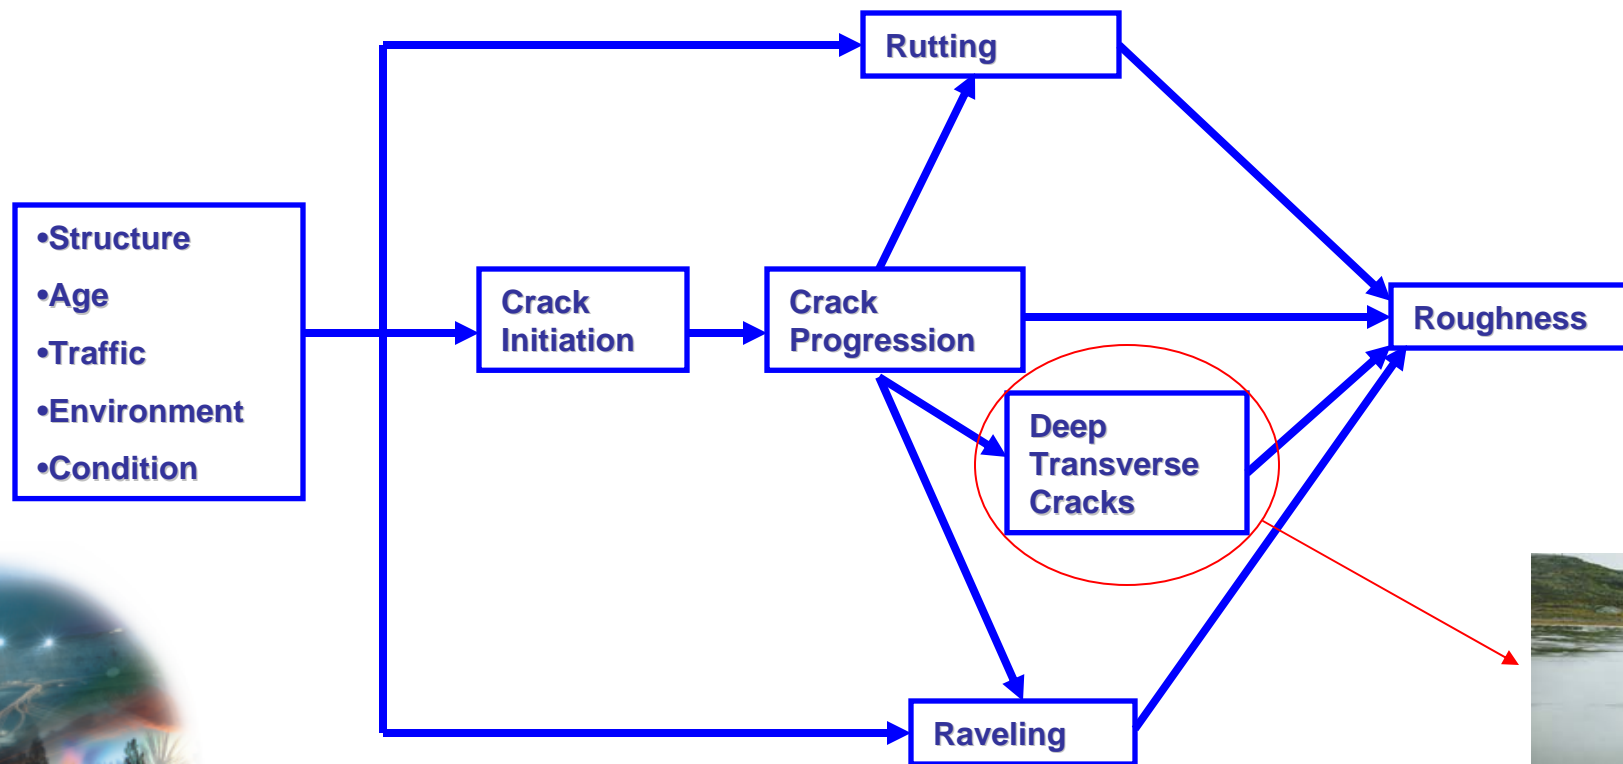 Rutting
•Structure
•Age
•Traffic
•Environment
•Condition
Crack
Initiation
Crack
Progression
Roughness
Deep
Transverse
Cracks
Raveling